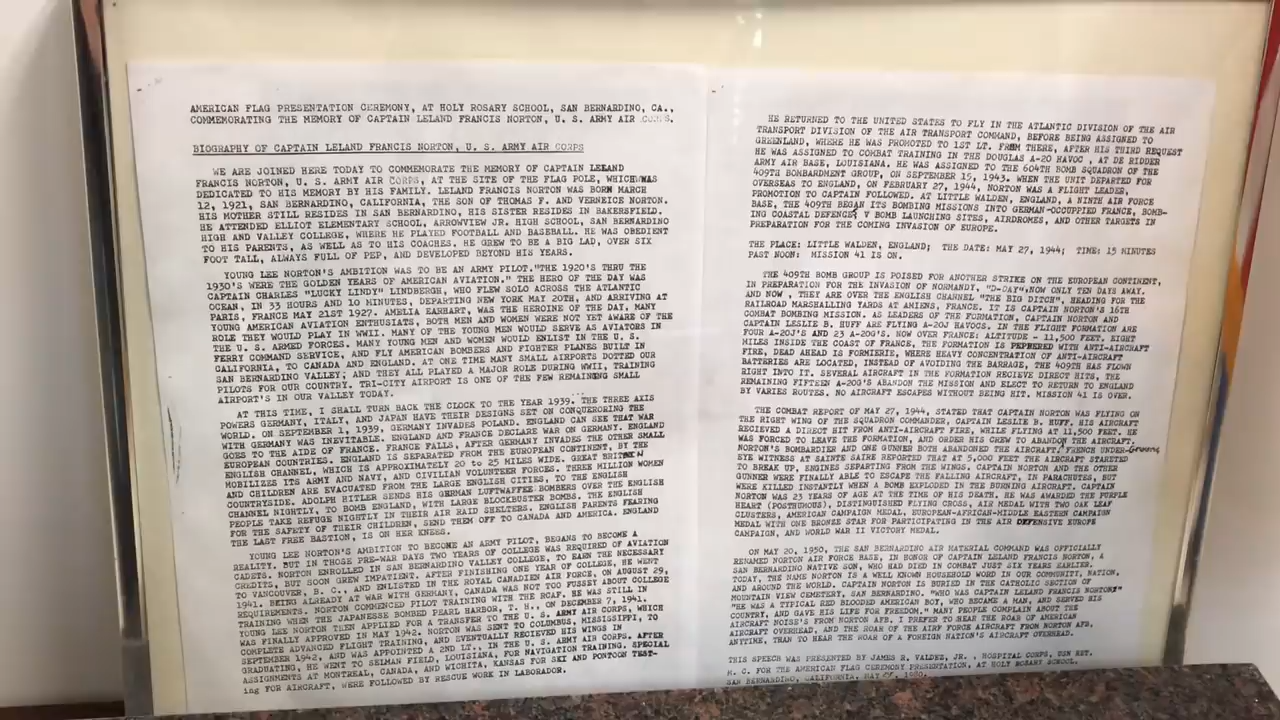 AMERICAN FLAG PRESENTATION CEREMONY, AT HOLY ROSARY SCHOOL, SAN BERNARDINO, CA.,
COMMEMORATING THE MEMORY OF CAPTAIN LELAND FRANCIS NORTON, U. S. ARMY AIR CORPS.
BIOGRAPHY OF CAPTAIN LELAND FRANCIS NORTON, U. S. ARMY AIR CORPS
WE ARE JOINED HERE TODAY TO COMMEMORATE THE MEMORY OF CAPTAIN LELAND
FRANCIS NORTON, U. S. ARMY AIR CORPS, AT THE SITE OF THE FLAG POLE, WHICH WAS
DEDICATED TO HIS MEMORY BY HIS FAMILY. LELAND FRANCIS NORTON WAS BORN MARCH
12, 1921, SAN BERNARDINO, CALIFORNIA, THE SON OF THOMAS F. AND VERNEICE NORTON.
HIS MOTHER STILL RESIDES IN SAN BERNARDINO, HIS SISTER RESIDES IN BAKERSFIELD.
HE ATTENDED ELLIOT ELEMENTARY SCHOOL, ARROWVIEW JR. HIGH SCHOOL, SAN BERNARDINO
HIGH AND VALLEY COLLEGE, WHERE HE PLAYED FOOTBALL AND BASEBALL. HE WAS OBEDIENT
TO HIS PARENTS, AS WELL AS TO HIS COACHES. HE GREW TO BE A BIG LAD, OVER SIX
FOOT TALL, ALWAYS FULL OF PEP, AND DEVELOPED BEYOND HIS YEARS.
YOUNG LEE NORTON'S AMBITION WAS TO BE AN ARMY PILOT."THE 1920'S THRU THE
1930'S WERE THE GOLDEN YEARS OF AMERICAN AVIATION." THE HERO OF THE DAY WAS
CAPTAIN CHARLES "LUCKY LINDY" LINDBERGH, WHO FLEW SOLO ACROSS THE ATLANTIC
OCEAN, IN 33 HOURS AND 10 MINUTES, DEPARTING NEW YORK MAY 20TH, AND ARRIVING AT
PARIS, FRANCE MAY 21ST 1927. AMELIA EARHART, WAS THE HEROINE OF THE DAY, MANY
YOUNG AMERICAN AVIATION ENTHUSIATS, BOTH MEN AND WOMEN WERE NOT YET AWARE OF THE
ROLE THEY WOULD PLAY IN WWII. MANY OF THE YOUNG MEN WOULD SERVE AS AVIATORS IN
THE U. S. ARMED FORCES. MANY YOUNG MEN AND WOMEN WOULD ENLIST IN THE U. S.
FERRY COMMAND SERVICE, AND FLY AMERICAN BOMBERS AND FIGHTER PLANES BUILT IN
CALIFORNIA, TO CANADA AND ENGLAND. AT ONE TIME MANY SMALL AIRPORTS DOTTED OUR
SAN BERNARDINO VALLEY; AND THEY ALL PLAYED A MAJOR ROLE DURING WWII, TRAINING
PILOTS FOR OUR COUNTRY. TRI-CITY AIRPORT IS ONE OF THE FEW REMAINING SMALL
AIRPORT'S IN OUR VALLEY TODAY.
AT THIS TIME, I SHALL TURN BACK THE CLOCK TO THE YEAR 1939. THE THREE AXIS
POWERS GERMANY, ITALY, AND JAPAN HAVE THEIR DESIGNS SET ON CONQUERORING THE
WORLD. ON SEPTEMBER 1, 1939, GERMANY INVADES POLAND. ENGLAND CAN SEE THAT WAR
WITH GERMANY WAS INEVITABLE. ENGLAND AND FRANCE DECLARE WAR ON GERMANY. ENGLAND
GOES TO THE AIDE OF FRANCE. FRANCE FALLS, AFTER GERMANY INVADES THE OTHER SMALL
EUROPEAN COUNTRIES. ENGLAND IS SEPARATED FROM THE EUROPEAN CONTINENT, BY THE
ENGLISH CHANNEL, WHICH IS APPROXIMATELY 20 to 25 MILES WIDE. GREAT BRITEN
MOBILIZES ITS ARMY AND NAVY, AND CIVILIAN VOLUNTEER FORCES. THREE MILLION WOMEN
AND CHILDREN ARE EVACUATED FROM THE LARGE ENGLISH CITIES, TO THE ENGLISH
COUNTRYSIDE. ADOLPH HITLER SENDS HIS GERMAN LUFTWAFFE BOMBERS OVER THE ENGLISH
CHANNEL NIGHTLY, TO BOMB ENGLAND, WITH LARGE BLOCKBUSTER BOMBS. THE ENGLISH
PEOPLE TAKE REFUGE NIGHTLY IN THEIR AIR RAID SHELTERS. ENGLISH PARENTS FEARING
FOR THE SAFETY OF THEIR CHILDREN, SEND THEM OFF TO CANADA AND AMERICA. ENGLAND
THE LAST FREE BASTION, IS ON HER KNEES.
YOUNG LEE NORTON'S AMBITION TO BECOME AN ARMY PILOT, BEGANS TO BECOME A
REALITY. BUT IN THOSE PRE-WAR DAYS TWO YEARS OF COLLEGE WAS REQUIRED OF AVIATION
CADETS. NORTON ENROLLED IN SAN BERNARDINO VALLEY COLLEGE, TO EARN THE NECESSARY
CREDITS, BUT SOON GREW IMPATIENT. AFTER FINISHING ONE YEAR OF COLLEGE, HE WENT
TO VANCOUVER, B. C., AND ENLISTED IN THE ROYAL CANADIEN AIR FORCE, ON AUGUST 29,
1941. BEING ALREADY AT WAR WITH GERMANY, CANADA WAS NOT TOO FUSSEY ABOUT COLLEGE
REQUIREMENTS. NORTON COMMENCED PILOT TRAINING WITH THE RCAF. HE WAS STILL IN
TRAINING WHEN THE JAPANESSE BOMBED PEARL HARBOR, T. H., ON DECEMBER 7, 1941.
YOUNG LEE NORTON THEN APPLIED FOR A TRANSFER TO THE U. S. ARMY AIR CORPS, WHICH
WAS FINALLY APPROVED IN MAY 1942. NORTON WAS SENT TO COLUMBUS, MISSISSIPPI, TO
COMPLETE ADVANCED FLIGHT TRAINING, AND EVENTUALLY RECEIVED HIS WINGS IN
SEPTEMBER 1942, AND WAS APPOINTED A 2ND LT., IN THE U. S. ARMY AIR CORPS. AFTER
GRADUATING, HE WENT TO SELMAN FIELD, LOUISIANA, FOR NAVIGATION TRAINING. SPECIAL
ASSIGNMENTS AT MONTREAL, CANADA, AND WICHITA, KANSAS FOR SKI AND PONTOON TEST-
ing FOR AIRCRAFT, WERE FOLLOWED BY RESCUE WORK IN LABORADOR.
HE RETURNED TO THE UNITED STATES TO FLY IN THE ATLANTIC DIVISION OF THE AIR
TRANSPORT DIVISION OF THE AIR TRANSPORT COMMAND, BEFORE BEING ASSIGNED TO
GREENLAND, WHERE HE WAS PROMOTED TO 1ST LT. FROM THERE, AFTER HIS THIRD REQUEST
HE WAS ASSIGNED TO COMBAT TRAINING IN THE DOUGLAS A-20 HAVOC , AT DE RIDDER
ARMY AIR BASE, LOUISIANA. HE WAS ASSIGNED TO THE 604TH BOMB SQUADRON OF THE
409TH BOMBARDMENT GROUP, ON SEPTEMBER 15, 1943. WHEN THE UNIT DEPARTED FOR
OVERSEAS TO ENGLAND, ON FEBRUARY 27, 1944, NORTON WAS A FLIGHT LEADER,
PROMOTION TO CAPTAIN FOLLOWED. AT LITTLE WALDEN, ENGLAND, A NINTH AIR FORCE
BASE, THE 409TH BEGAN ITS BOMBING MISSIONS INTO GERMAN-OCCUPPIED FRANCE, BOMB-
ING COASTAL DEFENCES, V BOMB LAUNCHING SITES, AIRDROMES, AND OTHER TARGETS IN
PREPARATION FOR THE COMING INVASION OF EUROPE.
THE PLACE: LITTLE WALDEN, ENGLAND; THE DATE: MAY 27, 1944; TIME: 15 MINUTES
PAST NOON: MISSION 41 IS ON.
THE 409TH BOMB GROUP IS POISED FOR ANOTHER STRIKE ON THE EUROPEAN CONTINENT,
IN PREPARATION FOR THE INVASION OF NORMANDY, "D-DAY" NOW ONLY TEN DAYS AWAY.
AND NOW , THEY ARE OVER THE ENGLISH CHANNEL "THE BIG DITCH", HEADING FOR THE
RAILROAD MARSHALLING YARDS AT AMIENS, FRANCE. IT IS CAPTAIN NORTON'S 16TH
COMBAT BOMBING MISSION. AS LEADERS OF THE FORMATION, CAPTAIN NORTON AND
CAPTAIN LESLIE B. HUFF ARE FLYING A-20J HAVOCS. IN THE FLIGHT FORMATION ARE
FOUR A-20J'S AND 23 A-20G'S. NOW OVER FRANCE: ALTITUDE - 11,500 FEET. EIGHT
MILES INSIDE THE COAST OF FRANCE, THE FORMATION IS PEPPERED WITH ANTI-AIRCRAFT
FIRE, DEAD AHEAD IS FORMIERIE, WHERE HEAVY CONCENTRATION OF ANTI-AIRCRAFT
BATTERIES ARE LOCATED, INSTEAD OF AVOIDING THE BARRAGE, THE 409TH HAS FLOWN
RIGHT INTO IT. SEVERAL AIRCRAFT IN THE FORMATION RECIEVE DIRECT HITS, THE
REMAINING FIFTEEN A-20G'S ABANDON THE MISSION AND ELECT TO RETURN TO ENGLAND
BY VARIES ROUTES. NO AIRCRAFT ESCAPES WITHOUT BEING HIT. MISSION 41 IS OVER.
THE COMBAT REPORT OF MAY 27, 1944, STATED THAT CAPTAIN NORTON WAS FLYING ON
THE RIGHT WING OF THE SQUADRON COMMANDER, CAPTAIN LESLIE B. HUFF. HIS AIRCRAFT
RECIEVED A DIRECT HIT FROM ANTI-AIRCRAFT FIRE, WHILE FLYING AT 11,500 FEET. HE
WAS FORCED TO LEAVE THE FORMATION, AND ORDER HIS CREW TO ABANDON THE AIRCRAFT.
NORTON'S BOMBARDIER AND ONE GUNNER BOTH ABANDONED THE AIRCRAFT. FRENCH UNDER-Ground
EYE WITNESS AT SAINTE SAIRE REPORTED THAT AT 5,000 FEET THE AIRCRAFT STARETED
TO BREAK UP, ENGINES SEPARTING FROM THE WINGS. CAPTAIN NORTON AND THE OTHER
GUNNER WERE FINALLY ABLE TO ESCAPE THE FALLING AIRCRAFT, IN PARACHUTES, BUT
WERE KILLED INSTANTLY WHEN A BOMB EXPLODED IN THE BURNING AIRCRAFT. CAPTAIN
NORTON WAS 23 YEARS OF AGE AT THE TIME OF HIS DEATH. HE WAS AWARDED THE PURPLE
HEART (POSTHUMOUS), DISTINGUISHED FLYING CROSS, AIR MEDAL WITH TWO OAK LEAF
CLUSTERS, AMERICAN CAMPAIGN MEDAL, EUROPEAN-AFRICAN-MIDDLE EASTERN CAMPAIGN
MEDAL WITH ONE BRONZE STAR FOR PARTICIPATING IN THE AIR OFFENSIVE EUROPE
CAMPAIGN, AND WORLD WAR II VICTORY MEDAL.
ON MAY 20, 1950, THE SAN BERNARDINO AIR MATERIAL COMMAND WAS OFFICIALLY
RENAMED NORTON AIR FORCE BASE, IN HONOR OF CAPTAIN LELAND FRANCIS NORTON, A
SAN BERNARDINO NATIVE SON, WHO HAD DIED IN COMBAT JUST SIX YEARS EARLIER.
TODAY, THE NAME NORTON IS A WELL KNOWN HOUSEHOLD WORD IN OUR COMMUNITY, NATION,
AND AROUND THE WORLD. CAPTAIN NORTON IS BURIED IN THE CATHOLIC SECTION OF
MOUNTAIN VIEW CEMETERY, SAN BERNARDINO. "WHO WAS CAPTAIN LELAND FRANCIS NORTON?"
"HE WAS A TYPICAL RED BLOODED AMERICAN BOY, WHO BECAME A MAN, AND SERVED HIS
COUNTRY, AND GAVE HIS LIFE FOR FREEDOM." MANY PEOPLE COMPLAIN ABOUT THE
AIRCRAFT NOISE'S FROM NORTON AFB. I PREFER TO HEAR THE ROAR OF AMERICAN
AIRCRAFT OVERHEAD, AND THE ROAR OF THE AIR FORCE AIRCRAFT FROM NORTON AFB,
ANYTIME, THAN TO HEAR THE ROAR OF A FOREIGN NATION'S AIRCRAFT OVERHEAD.
THIS SPEECH WAS PRESENTED BY JAMES R. VALDEZ, JR. , HOSPITAL CORPS, USN RET.
M. C. FOR THE AMERICAN FLAG CEREMONY PRESENTATION, AT HOLY ROSARY SCHOOL,
SAN BERNARDINO, CALIFORNIA, MAY 1980.